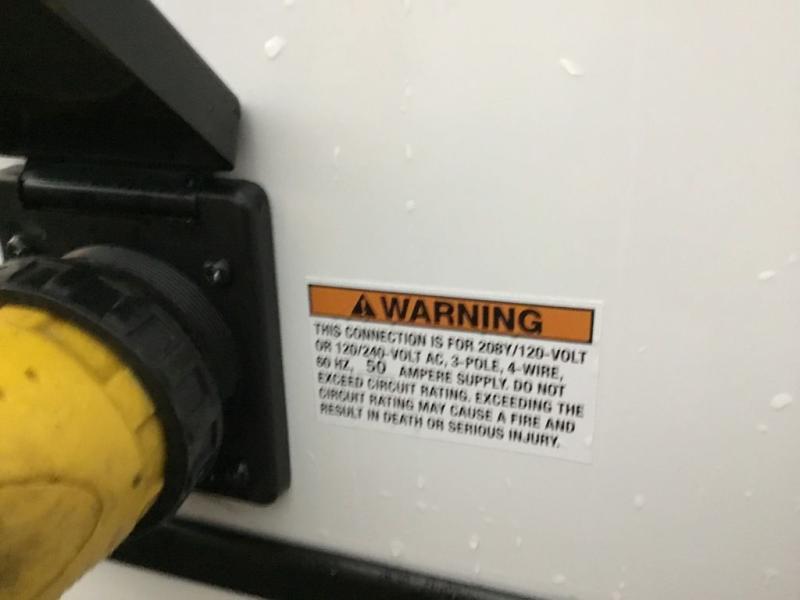 WARNING
THIS CONNECTION IS FOR 208Y/120-VOLT
OR 120/240-VOLT AC, 3-POLE, 4-WIRE,
60 HZ, 50 AMPERE SUPPLY. DO NOT
EXCEED CIRCUIT RATING. EXCEEDING THE
CIRCUIT RATING MAY CAUSE A FIRE AND
RESULT IN DEATH OR SERIOUS INJURY.